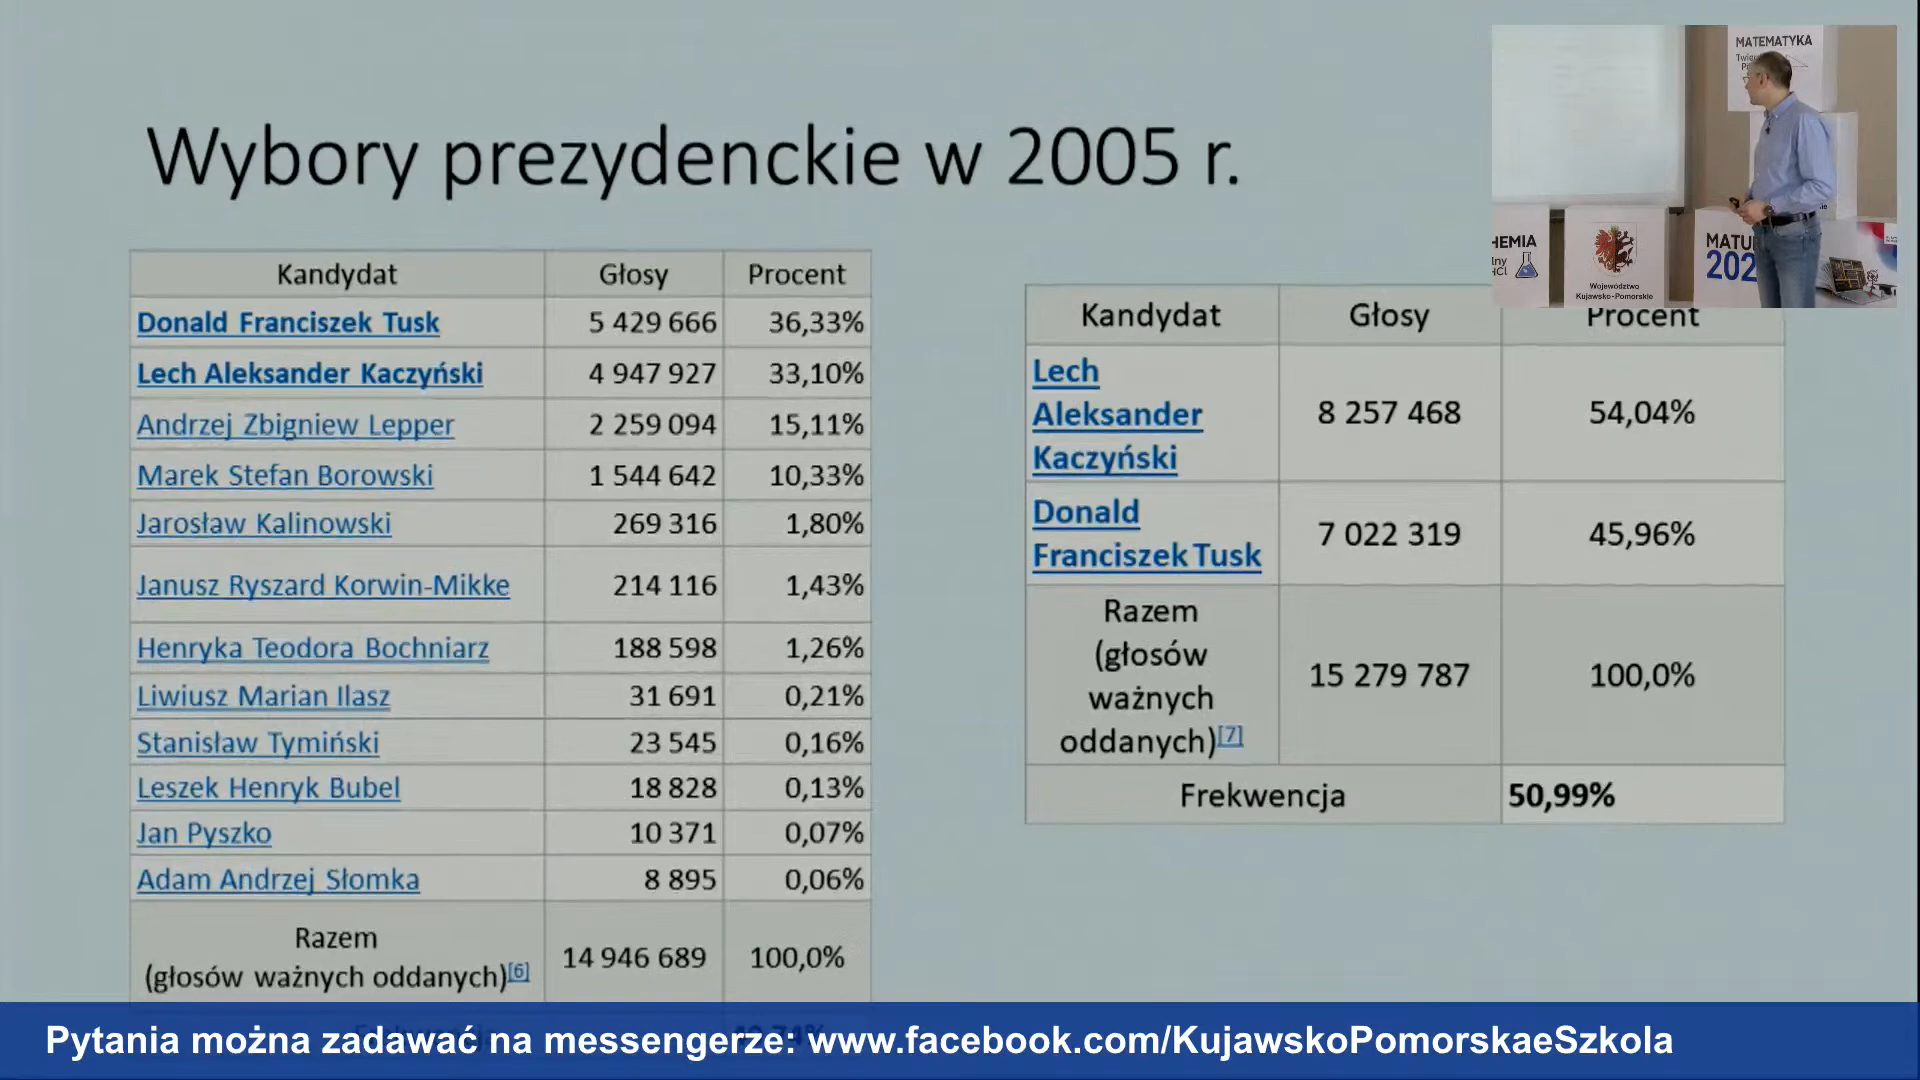 Wybory prezydenckie w 2005 r.
Kandydat Głosy Procent
Donald Franciszek Tusk 5 429 666 36,33%
Lech Aleksander Kaczyński 4 947 927 33,10%
Andrzej Zbigniew Lepper 2 259 094 15,11%
Marek Stefan Borowski 1 544 642 10,33%
Jarosław Kalinowski 269 316 1,80%
Janusz Ryszard Korwin-Mikke 214 116 1,43%
Henryka Teodora Bochniarz 188 598 1,26%
Liwiusz Marian Ilasz 31 691 0,21%
Stanisław Tymiński 23 545 0,16%
Leszek Henryk Bubel 18 828 0,13%
Jan Pyszko 10 371 0,07%
Adam Andrzej Słomka 8 895 0,06%
Razem
(głosów ważnych oddanych)[6] 14 946 689 100,0%
Kandydat Głosy Procent
Lech
Aleksander
Kaczyński 8 257 468 54,04%
Donald
Franciszek Tusk 7 022 319 45,96%
Razem
(głosów
ważnych
oddanych)[7] 15 279 787 100,0%
Frekwencja 50,99%
MATEMATYKA
HEMIA
HCl
Województwo
Kujawsko-Pomorskie
MATU
202
Pytania można zadawać na messengerze: www.facebook.com/KujawskoPomorskaeSzkola